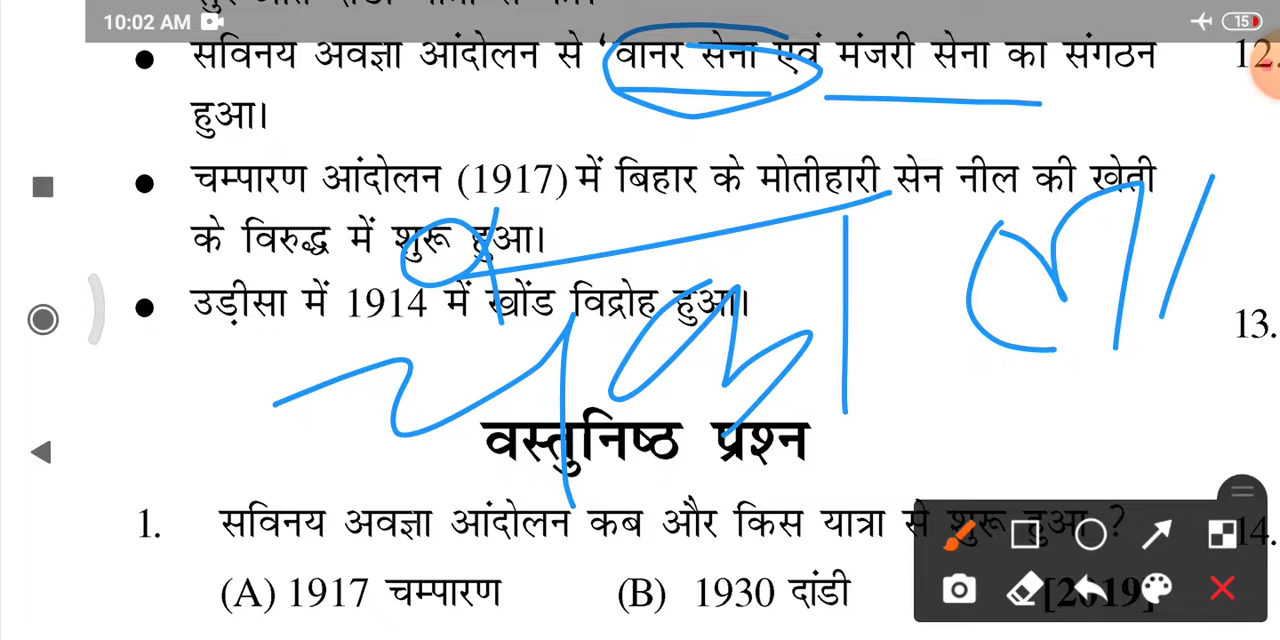 10:02 AM 15
सविनय अवज्ञा आंदोलन से 'वानर सेना एवं मंजरी सेना का संगठन 12.
हुआ।
चम्पारण आंदोलन (1917) में बिहार के मोतीहारी सेन नील की खेती
के विरुद्ध में शुरू हुआ।
उड़ीसा में 1914 में खोंड विद्रोह हुआ।
13.
वस्तुनिष्ठ प्रश्न
1. सविनय अवज्ञा आंदोलन कब और किस यात्रा से शुरू हुआ ? 14.
(A) 1917 चम्पारण (B) 1930 दांडी [2019]